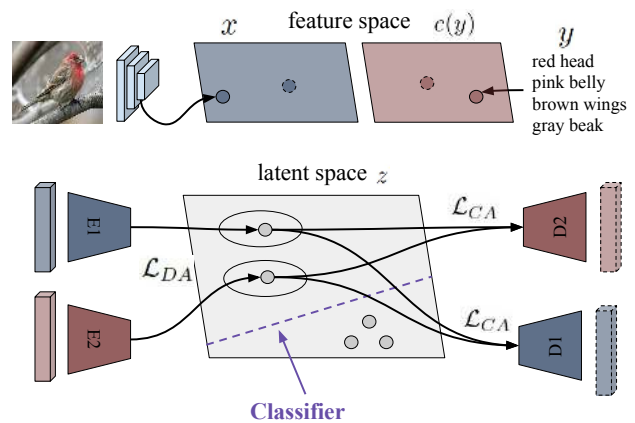 x feature space c(y) y
red head
pink belly
brown wings
gray beak
latent space z
E1
E2
ℒ_DA
ℒ_CA
D2
ℒ_CA
D1
Classifier